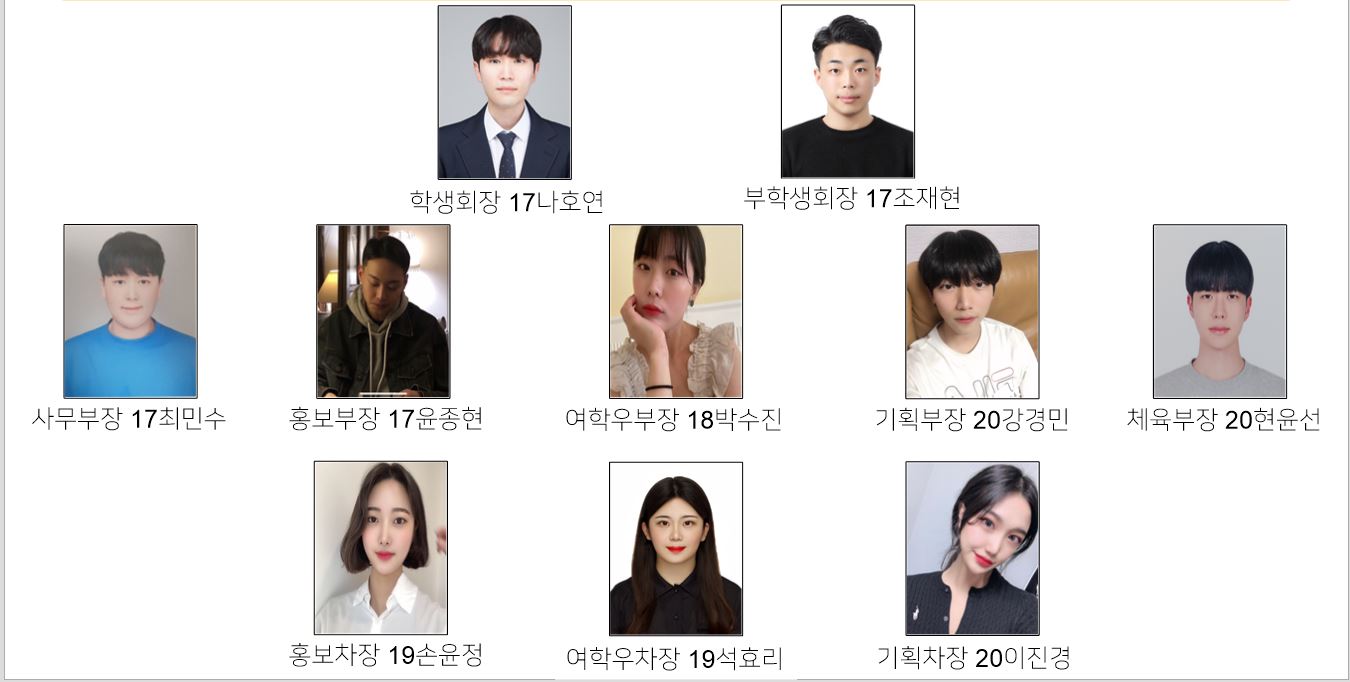 학생회장 17나호연
부학생회장 17조재현
사무부장 17최민수
홍보부장 17윤종현
여학우부장 18박수진
기획부장 20강경민
체육부장 20현윤선
홍보차장 19손윤정
여학우차장 19석효리
기획차장 20이진경